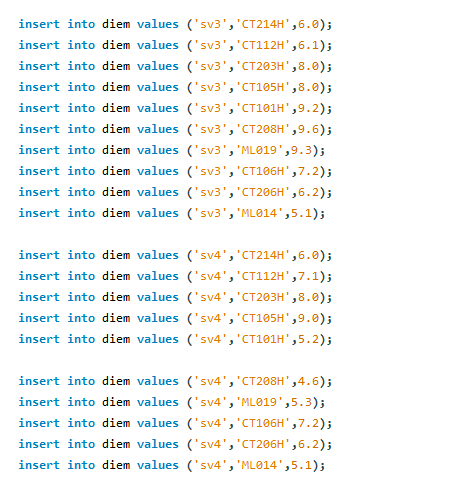 insert into diem values ('sv3','CT214H',6.0);
insert into diem values ('sv3','CT112H',6.1);
insert into diem values ('sv3','CT203H',8.0);
insert into diem values ('sv3','CT105H',8.0);
insert into diem values ('sv3','CT101H',9.2);
insert into diem values ('sv3','CT208H',9.6);
insert into diem values ('sv3','ML019',9.3);
insert into diem values ('sv3','CT106H',7.2);
insert into diem values ('sv3','CT206H',6.2);
insert into diem values ('sv3','ML014',5.1);

insert into diem values ('sv4','CT214H',6.0);
insert into diem values ('sv4','CT112H',7.1);
insert into diem values ('sv4','CT203H',8.0);
insert into diem values ('sv4','CT105H',9.0);
insert into diem values ('sv4','CT101H',5.2);

insert into diem values ('sv4','CT208H',4.6);
insert into diem values ('sv4','ML019',5.3);
insert into diem values ('sv4','CT106H',7.2);
insert into diem values ('sv4','CT206H',6.2);
insert into diem values ('sv4','ML014',5.1);